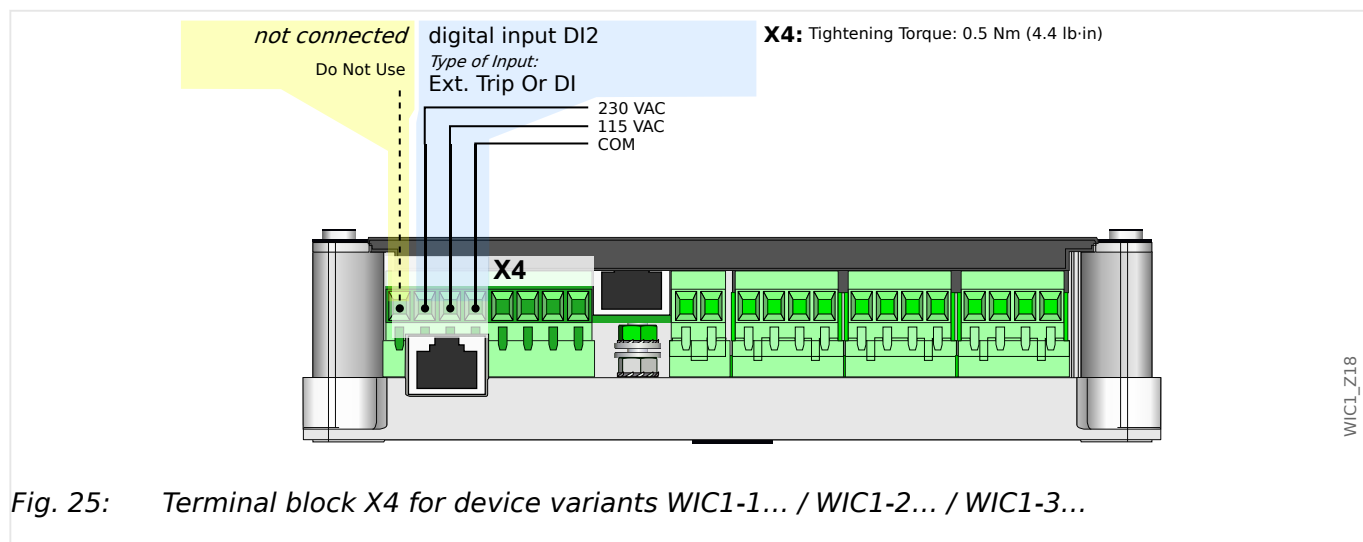 not connected
Do Not Use
digital input DI2
Type of Input:
Ext. Trip Or DI
230 VAC
115 VAC
COM
X4: Tightening Torque: 0.5 Nm (4.4 lb·in)
X4
WIC1_Z18
Fig. 25: Terminal block X4 for device variants WIC1-1… / WIC1-2… / WIC1-3…